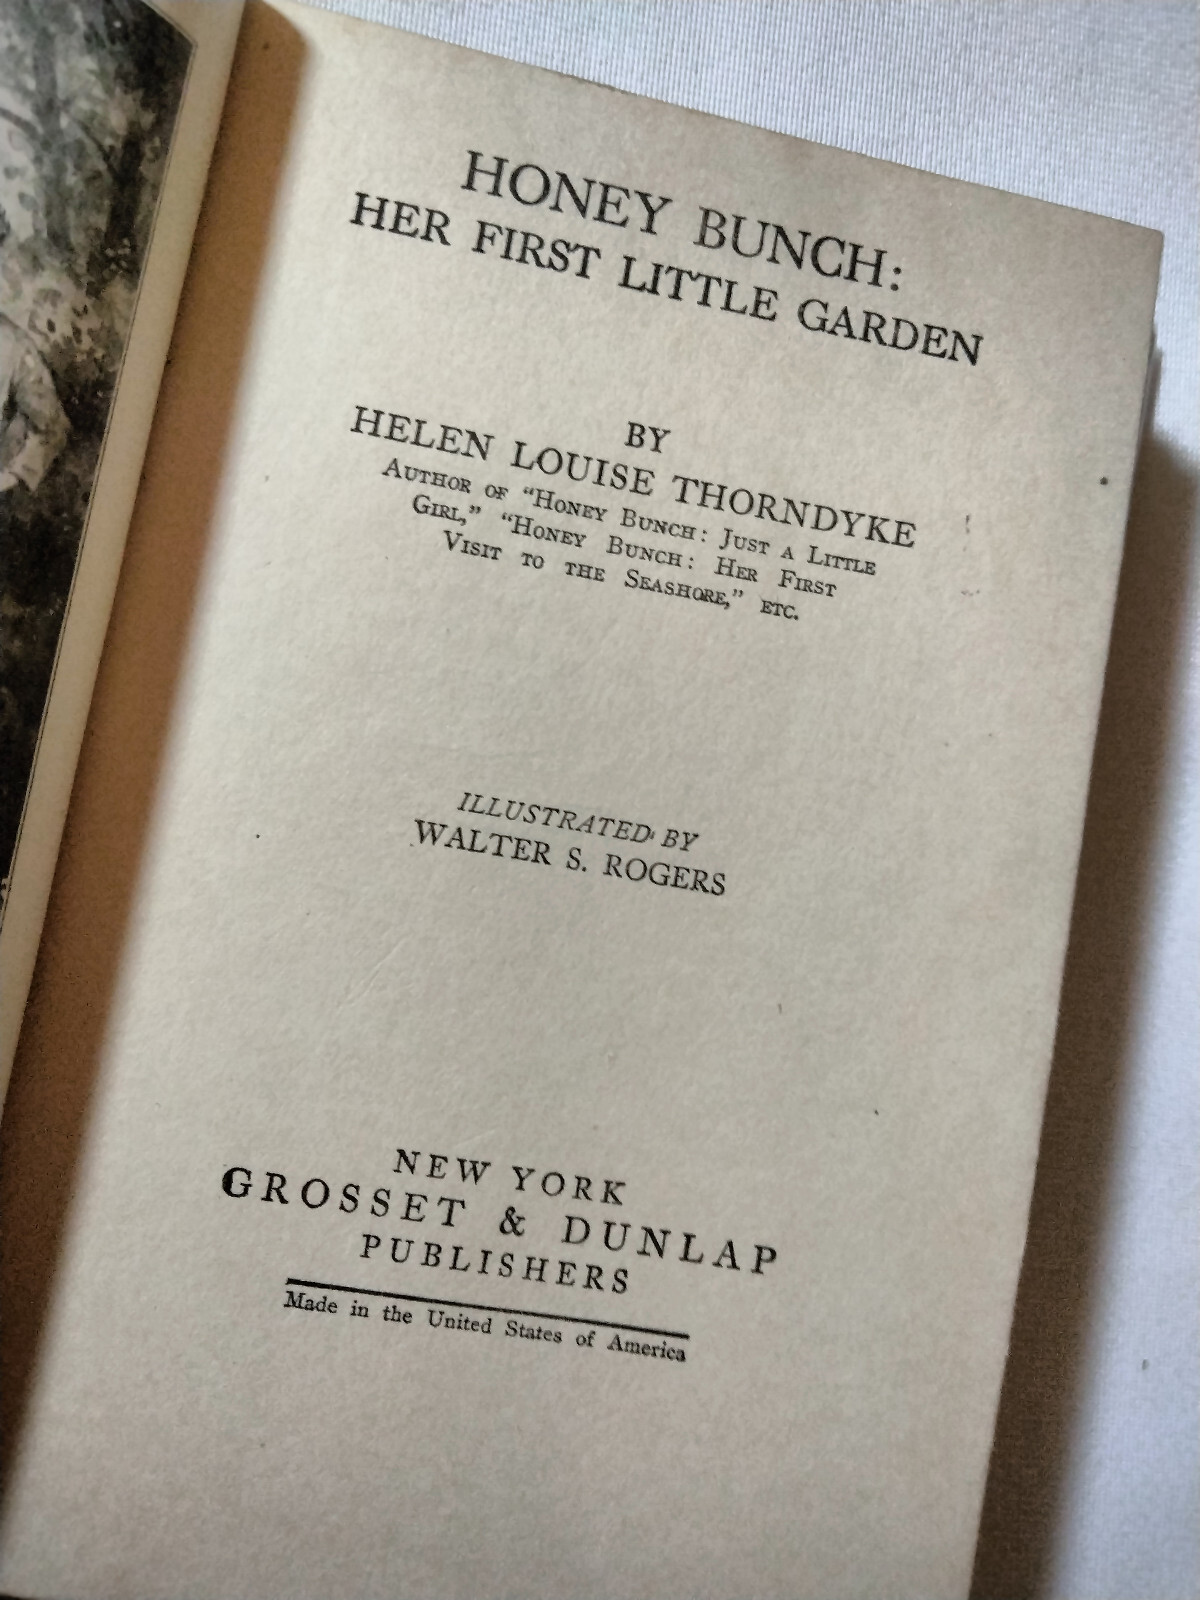 HONEY BUNCH:
HER FIRST LITTLE GARDEN
BY
HELEN LOUISE THORNDYKE
AUTHOR OF "HONEY BUNCH: JUST A LITTLE
GIRL," "HONEY BUNCH: HER FIRST
VISIT TO THE SEASHORE," ETC.
ILLUSTRATED BY
WALTER S. ROGERS
NEW YORK
GROSSET & DUNLAP
PUBLISHERS
Made in the United States of America